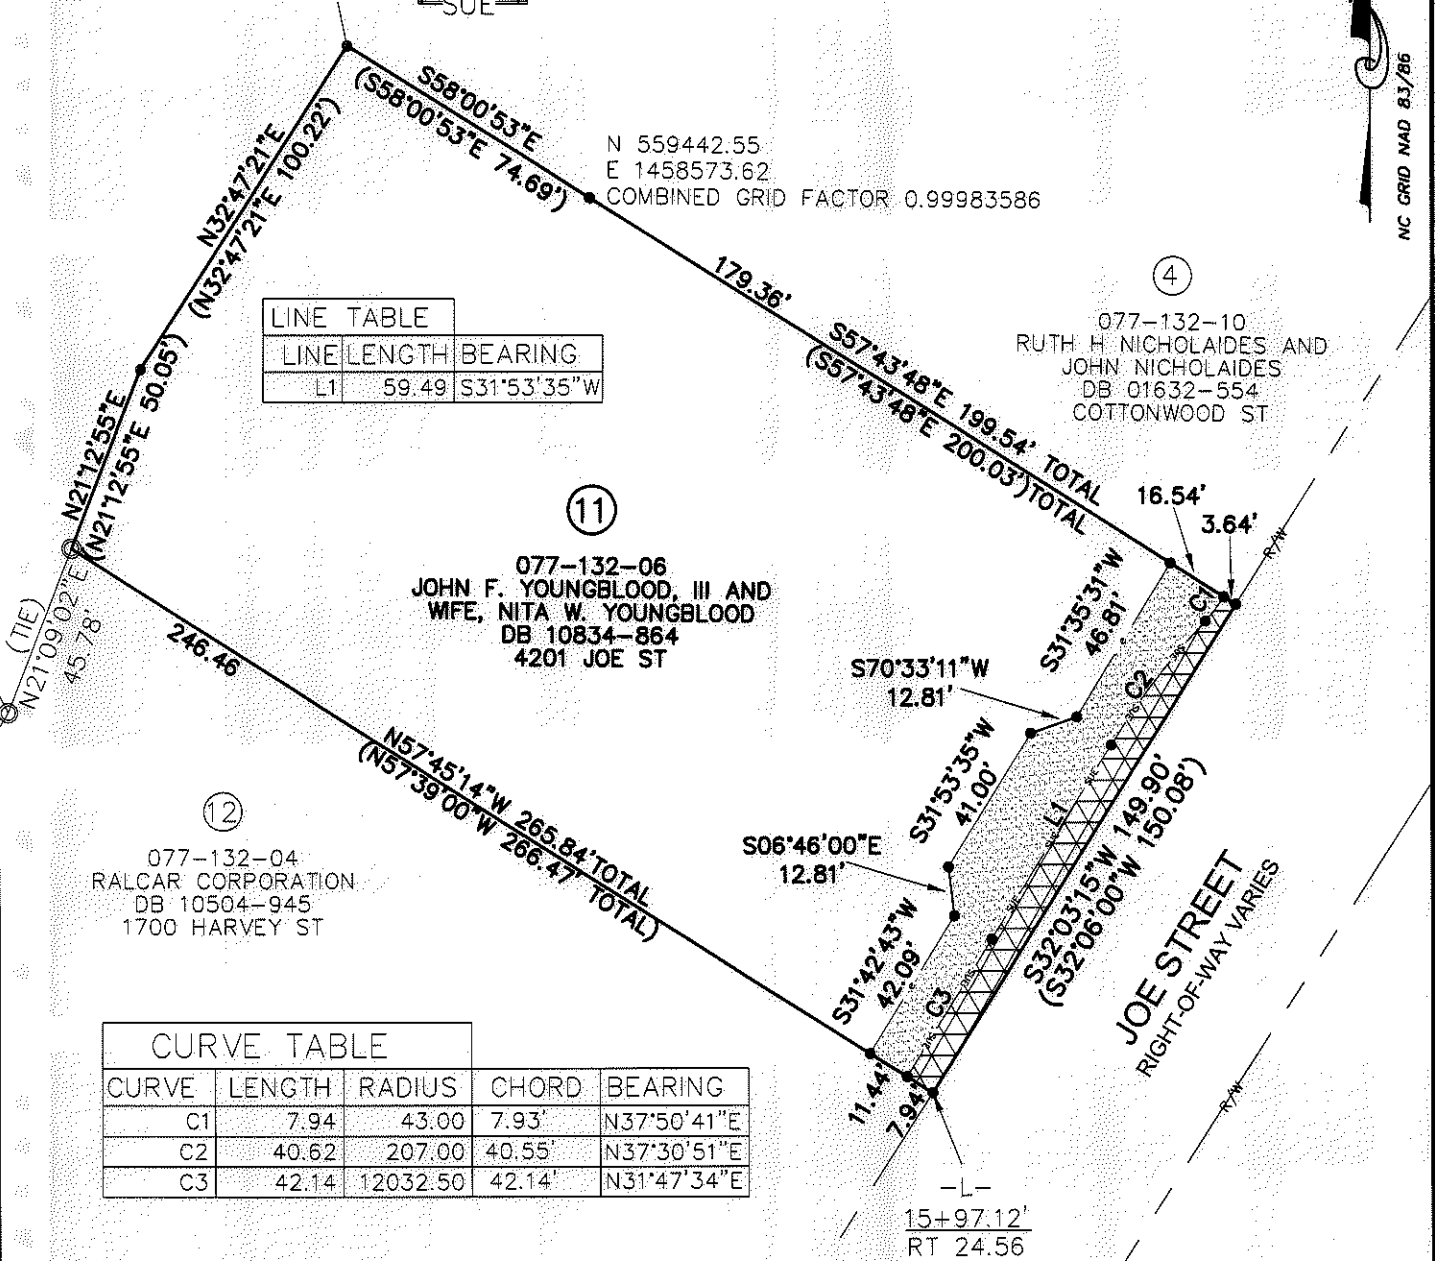 SUE
S58°00'53"E
(S58°00'53"E 74.69')
N32°47'21"E
(N32°47'21"E 100.22')
N 559442.55
E 1458573.62
COMBINED GRID FACTOR 0.99983586
NC GRID NAD 83/86
179.36'
S57°43'48"E 199.54' TOTAL
(S57°43'48"E 200.03')TOTAL
4
077-132-10
RUTH H NICHOLAIDES AND
JOHN NICHOLAIDES
DB 01632-554
COTTONWOOD ST
LINE TABLE
LINE LENGTH BEARING
L1 59.49 S31°53'35"W
N21°12'55"E
(N21°12'55"E 50.05')
16.54'
3.64'
R/W
11
077-132-06
JOHN F. YOUNGBLOOD, III AND
WIFE, NITA W. YOUNGBLOOD
DB 10834-864
4201 JOE ST
(TIE)
N21°09'02"E
45.78'
246.46
S31°35'31"W
46.81'
C1
SUE
C2
SUE
S70°33'11"W
12.81'
S31°53'35"W
41.00'
SUE
L1
SUE
SUE
N57°45'14"W 265.84'TOTAL
(N57°39'00"W 266.47' TOTAL)
S06°46'00"E
12.81'
S32°03'15"W 149.90'
(S32°06'00"W 150.08')
12
077-132-04
RALCAR CORPORATION
DB 10504-945
1700 HARVEY ST
S31°42'43"W
42.09'
SUE
C3
SUE
JOE STREET
RIGHT-OF-WAY VARIES
R/W
11.44'
7.94'
CURVE TABLE
CURVE LENGTH RADIUS CHORD BEARING
C1 7.94 43.00 7.93' N37°50'41"E
C2 40.62 207.00 40.55' N37°30'51"E
C3 42.14 12032.50 42.14' N31°47'34"E
-L-
15+97.12'
RT 24.56